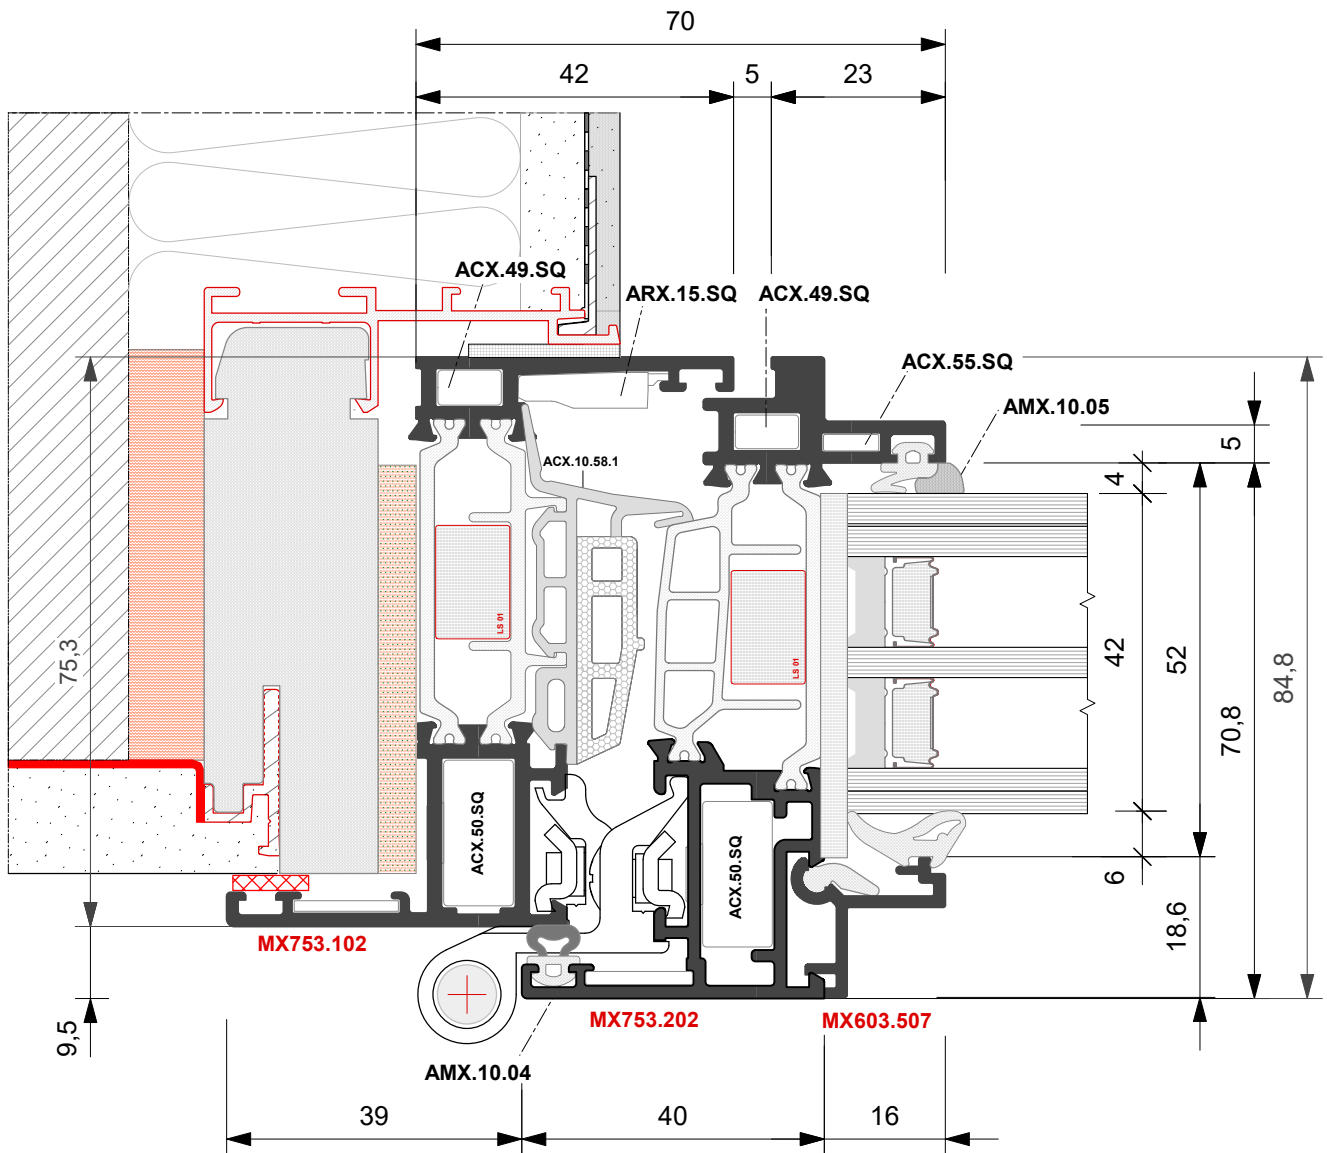 70
42
5
23
ACX.49.SQ
ARX.15.SQ
ACX.49.SQ
ACX.55.SQ
AMX.10.05
ACX.10.58.1
5
4
LS 01
LS 01
75,3
42
52
70,8
84,8
ACX.50.SQ
ACX.50.SQ
6
18,6
MX753.102
MX753.202
MX603.507
9,5
AMX.10.04
39
40
16